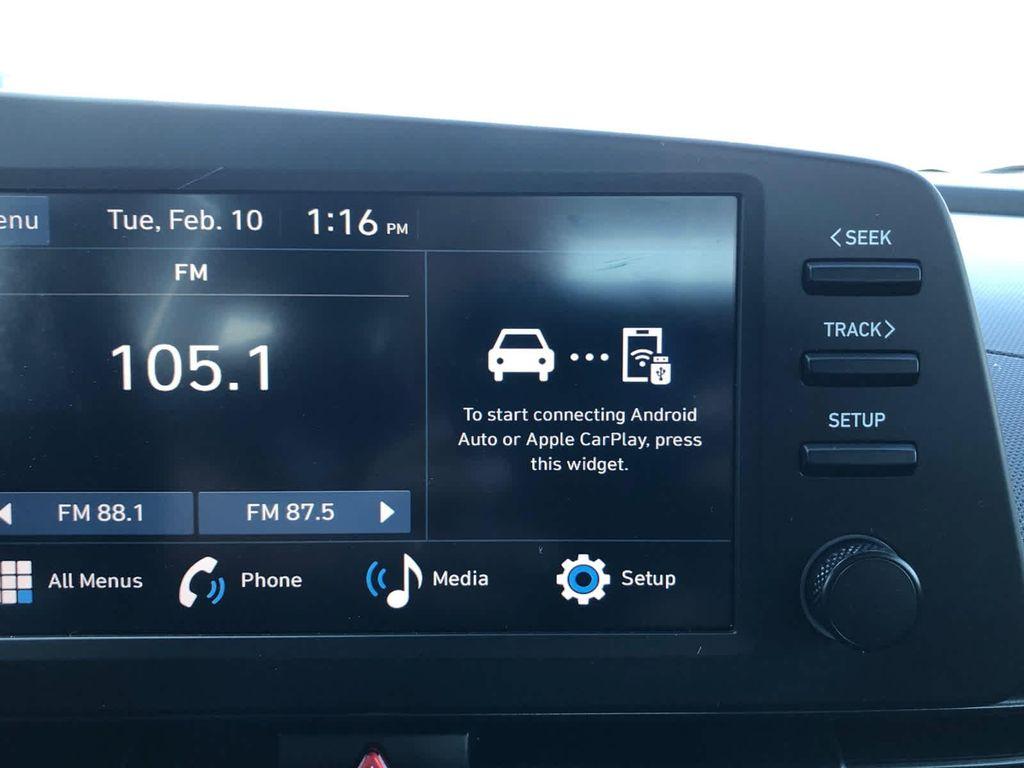 enu
Tue, Feb. 10
1:16 PM
FM
105.1
To start connecting Android
Auto or Apple CarPlay, press
this widget.
FM 88.1
FM 87.5
All Menus
Phone
Media
Setup
<SEEK
TRACK>
SETUP